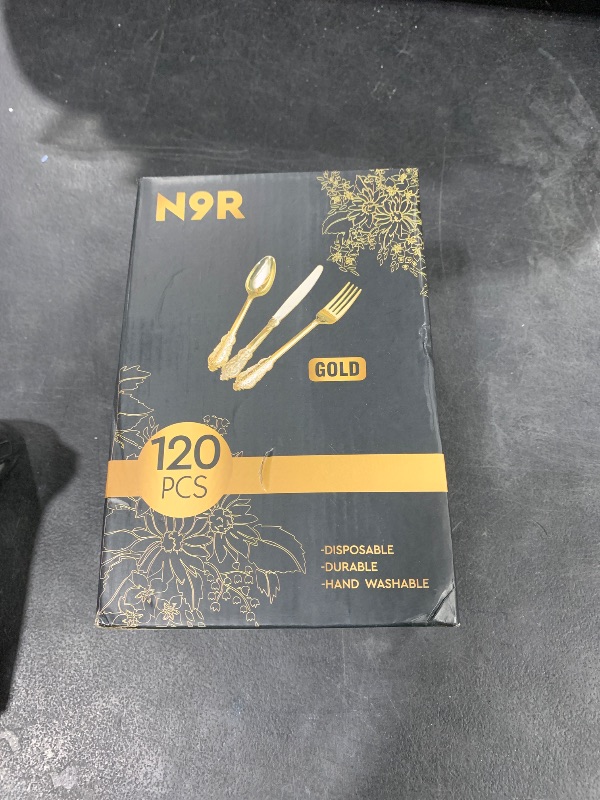 N9R
GOLD
120
PCS
-DISPOSABLE
-DURABLE
-HAND WASHABLE